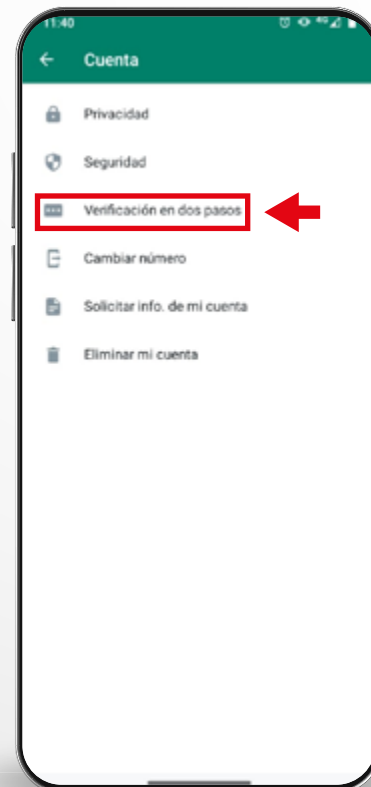 11:40
4G
Cuenta
Privacidad
Seguridad
Verificación en dos pasos
Cambiar número
Solicitar info. de mi cuenta
Eliminar mi cuenta